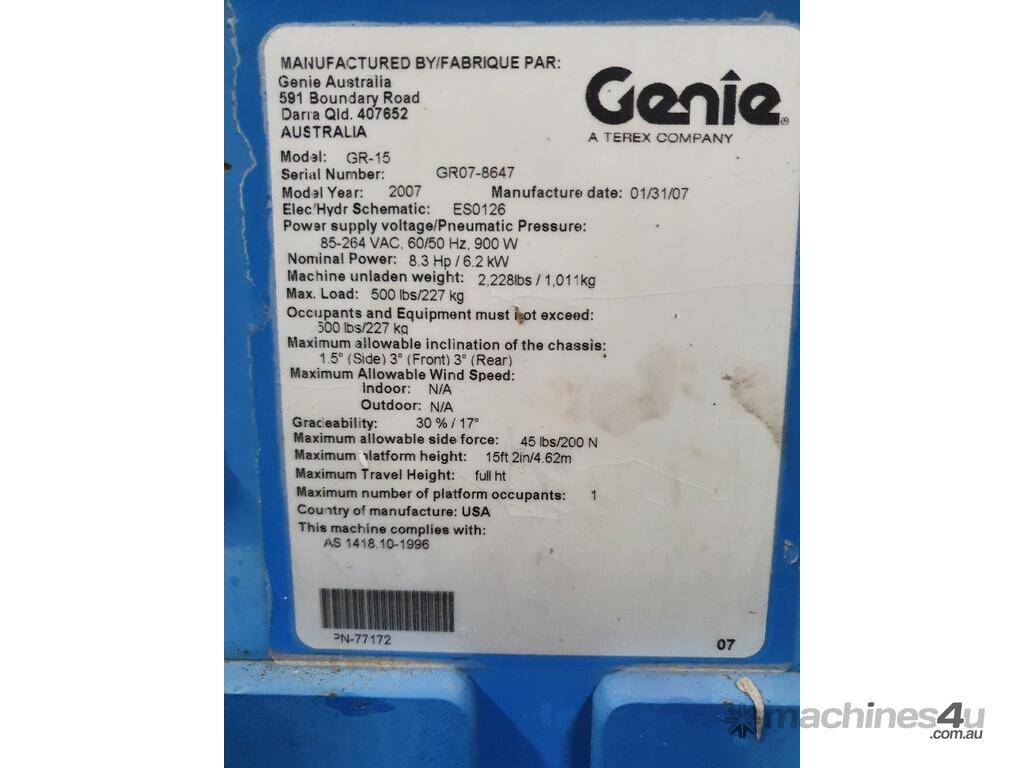 MANUFACTURED BY/FABRIQUE PAR:
Genie Australia
591 Boundary Road
Darra Qld. 407652
AUSTRALIA
Genie®
A TEREX COMPANY
Model: GR-15
Serial Number: GR07-8647
Model Year: 2007 Manufacture date: 01/31/07
Elec/Hydr Schematic: ES0126
Power supply voltage/Pneumatic Pressure:
85-264 VAC, 60/50 Hz, 900 W
Nominal Power: 8.3 Hp / 6.2 kW
Machine unladen weight: 2,228lbs / 1,011kg
Max. Load: 500 lbs/227 kg
Occupants and Equipment must not exceed:
500 lbs/227 kg
Maximum allowable inclination of the chassis:
1.5° (Side) 3° (Front) 3° (Rear)
Maximum Allowable Wind Speed:
Indoor: N/A
Outdoor: N/A
Gradeability: 30 % / 17°
Maximum allowable side force: 45 lbs/200 N
Maximum platform height: 15ft 2in/4.62m
Maximum Travel Height: full ht
Maximum number of platform occupants: 1
Country of manufacture: USA
This machine complies with:
AS 1418.10-1996
PN-77172
07
machines4u
.com.au